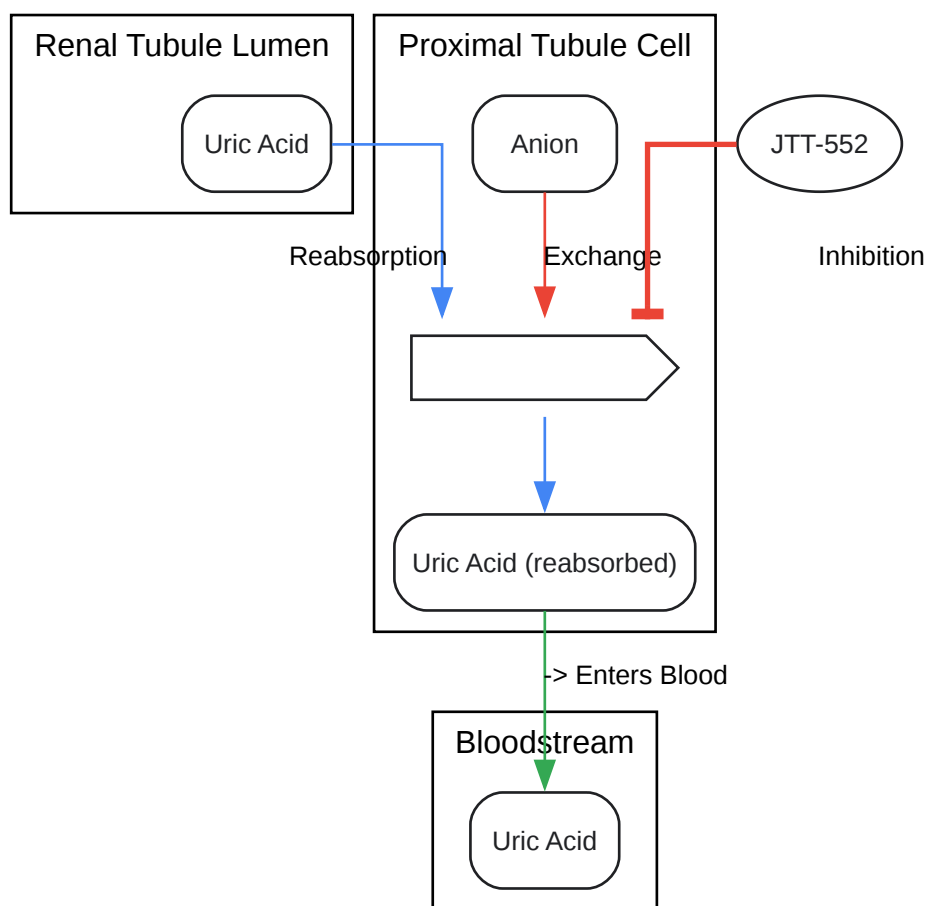 Renal Tubule Lumen
Proximal Tubule Cell
Uric Acid
Anion
JTT-552
Reabsorption
Exchange
Inhibition
Uric Acid (reabsorbed)
-> Enters Blood
Bloodstream
Uric Acid